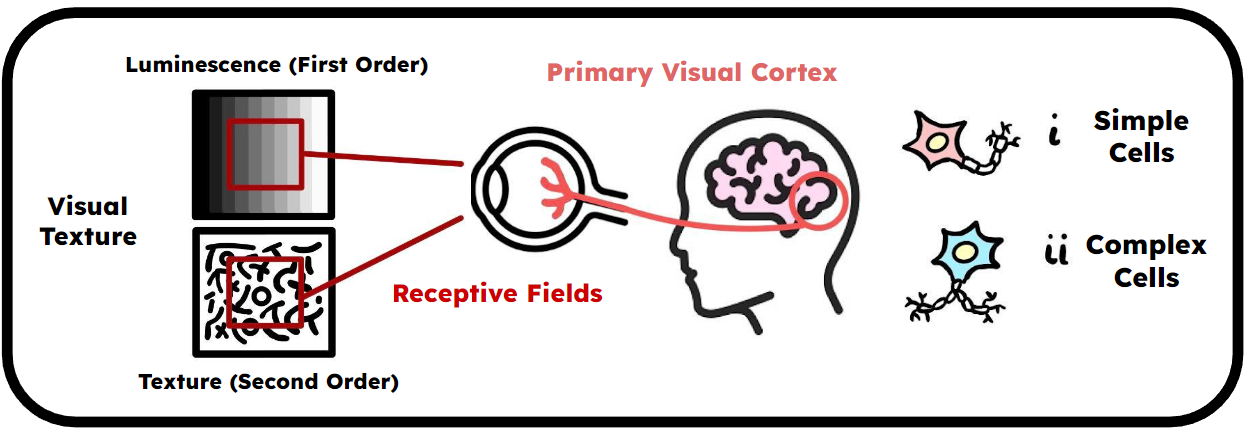 Luminescence (First Order)
Primary Visual Cortex
Visual
Texture
Receptive Fields
Texture (Second Order)
i
Simple
Cells
ii
Complex
Cells